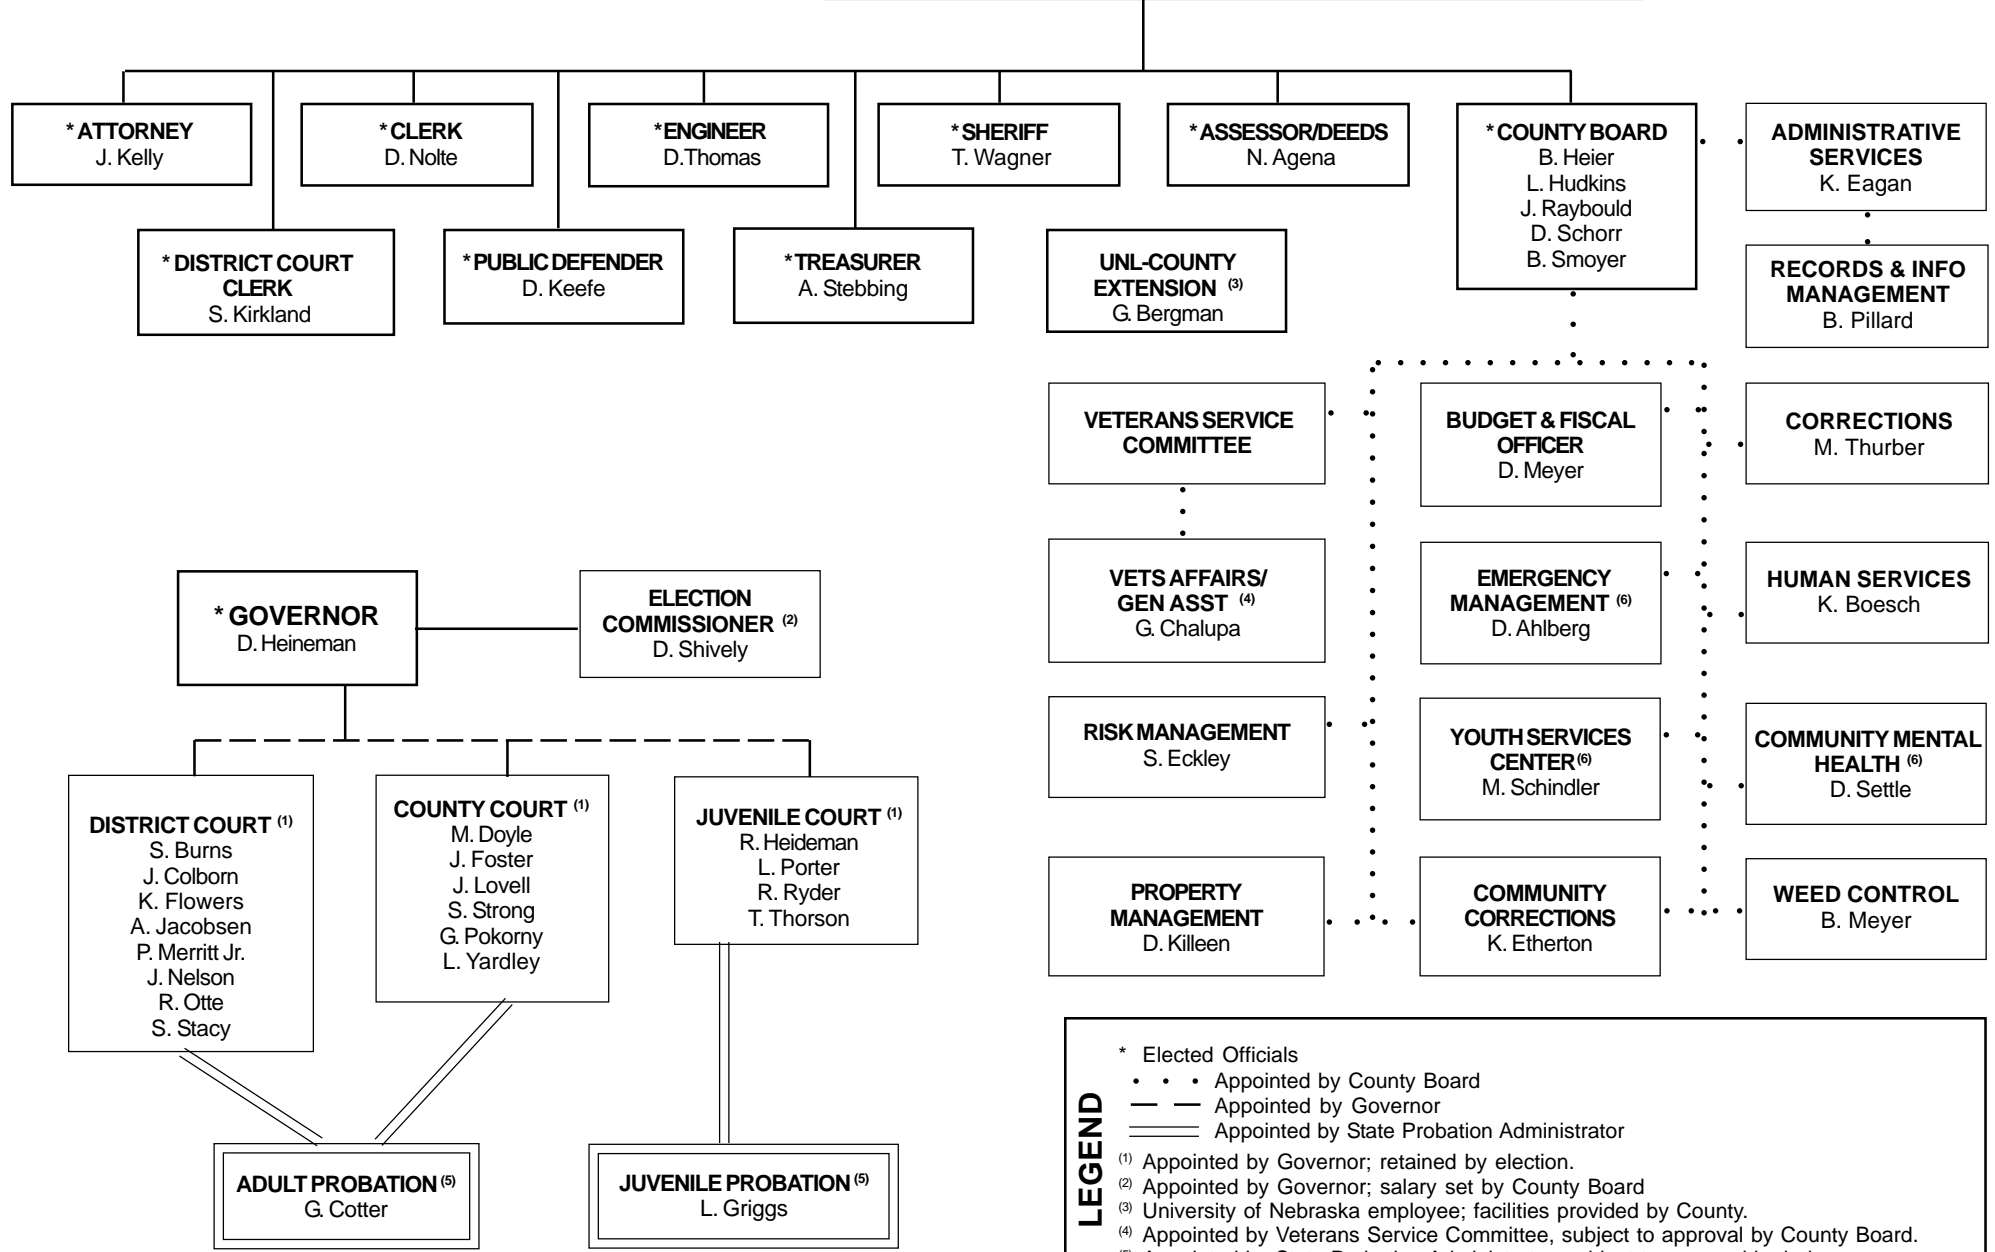 * ATTORNEY
J. Kelly
* CLERK
D. Nolte
* ENGINEER
D.Thomas
* SHERIFF
T. Wagner
* ASSESSOR/DEEDS
N. Agena
* COUNTY BOARD
B. Heier
L. Hudkins
J. Raybould
D. Schorr
B. Smoyer
ADMINISTRATIVE
SERVICES
K. Eagan
* DISTRICT COURT
CLERK
S. Kirkland
* PUBLIC DEFENDER
D. Keefe
* TREASURER
A. Stebbing
UNL-COUNTY
EXTENSION (3)
G. Bergman
RECORDS & INFO
MANAGEMENT
B. Pillard
VETERANS SERVICE
COMMITTEE
BUDGET & FISCAL
OFFICER
D. Meyer
CORRECTIONS
M. Thurber
* GOVERNOR
D. Heineman
ELECTION
COMMISSIONER (2)
D. Shively
VETS AFFAIRS/
GEN ASST (4)
G. Chalupa
EMERGENCY
MANAGEMENT (6)
D. Ahlberg
HUMAN SERVICES
K. Boesch
RISK MANAGEMENT
S. Eckley
YOUTH SERVICES
CENTER(6)
M. Schindler
COMMUNITY MENTAL
HEALTH (6)
D. Settle
DISTRICT COURT (1)
S. Burns
J. Colborn
K. Flowers
A. Jacobsen
P. Merritt Jr.
J. Nelson
R. Otte
S. Stacy
COUNTY COURT (1)
M. Doyle
J. Foster
J. Lovell
S. Strong
G. Pokorny
L. Yardley
JUVENILE COURT (1)
R. Heideman
L. Porter
R. Ryder
T. Thorson
PROPERTY
MANAGEMENT
D. Killeen
COMMUNITY
CORRECTIONS
K. Etherton
WEED CONTROL
B. Meyer
ADULT PROBATION (5)
G. Cotter
JUVENILE PROBATION (5)
L. Griggs
LEGEND
* Elected Officials
Appointed by County Board
Appointed by Governor
Appointed by State Probation Administrator
(1) Appointed by Governor; retained by election.
(2) Appointed by Governor; salary set by County Board
(3) University of Nebraska employee; facilities provided by County.
(4) Appointed by Veterans Service Committee, subject to approval by County Board.